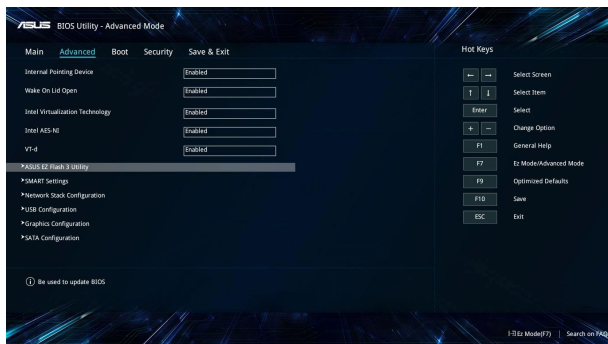 ASUS BIOS Utility - Advanced Mode
Main Advanced Boot Security Save & Exit
Internal Pointing Device Enabled
Wake On Lid Open Enabled
Intel Virtualization Technology Enabled
Intel AES-NI Enabled
VT-d Enabled
ASUS EZ Flash 3 Utility
SMART Settings
Network Stack Configuration
USB Configuration
Graphics Configuration
SATA Configuration
Be used to update BIOS
Hot Keys
← → Select Screen
↑ ↓ Select Item
Enter Select
+ − Change Option
F1 General Help
F7 Ez Mode/Advanced Mode
F9 Optimized Defaults
F10 Save
ESC Exit
Ez Mode(F7) | Search on FAQ